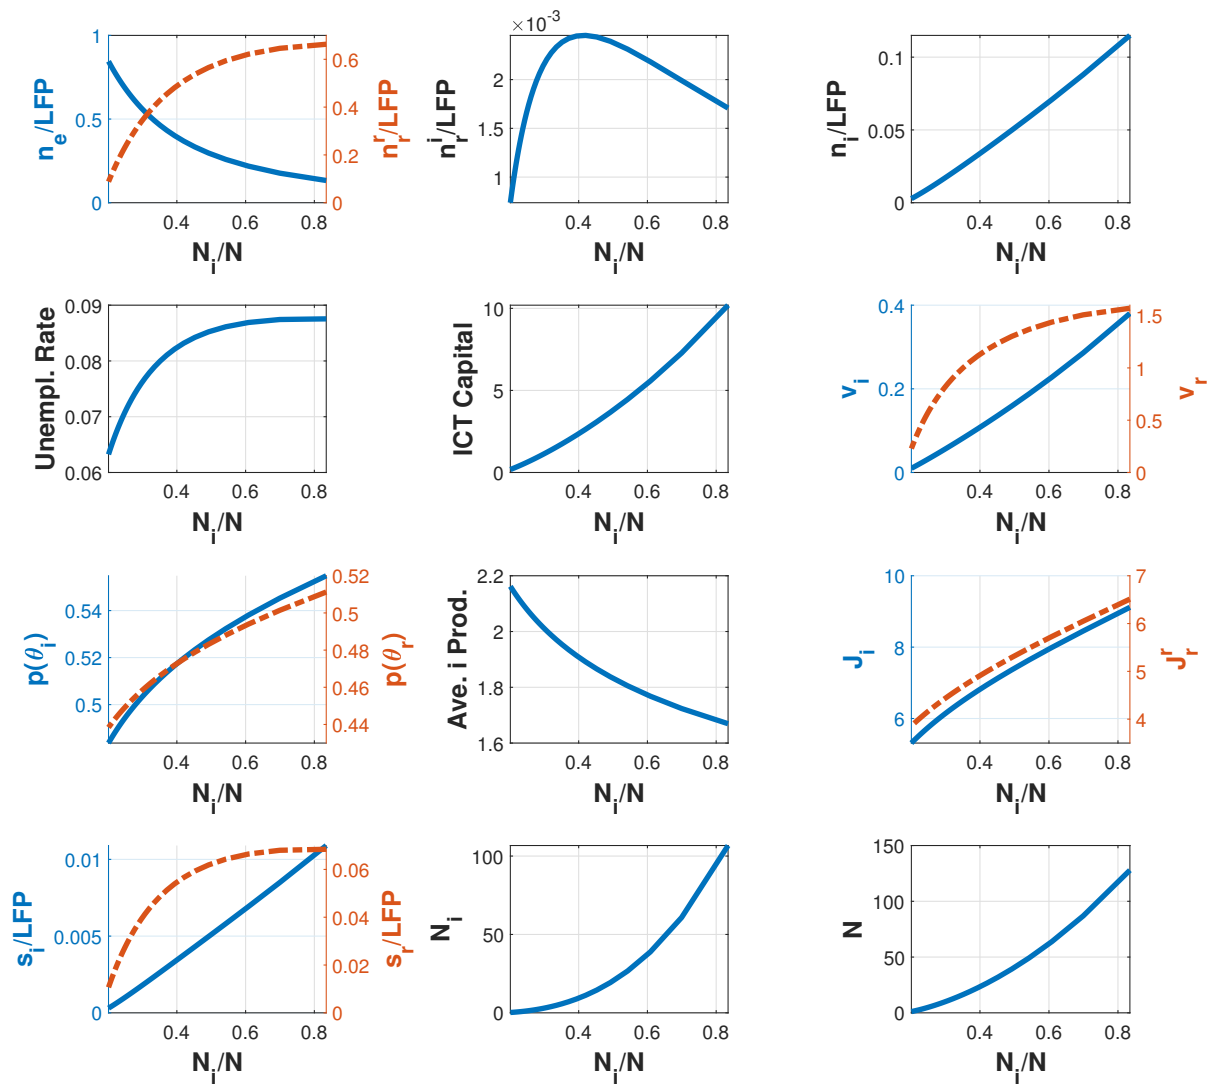 n_e/LFP
1
0.5
0
0.6
0.4
0.2
0
n_r^r/LFP
0.4 0.6 0.8
N_i/N
×10^-3
n_r^i/LFP
2
1.5
1
0.4 0.6 0.8
N_i/N
n_i/LFP
0.1
0.05
0
0.4 0.6 0.8
N_i/N
Unempl. Rate
0.09
0.08
0.07
0.06
0.4 0.6 0.8
N_i/N
ICT Capital
10
5
0
0.4 0.6 0.8
N_i/N
v_i
0.4
0.2
0
1.5
1
0.5
0
v_r
0.4 0.6 0.8
N_i/N
p(θ_i)
0.54
0.52
0.5
0.52
0.5
0.48
0.46
0.44
p(θ_r)
0.4 0.6 0.8
N_i/N
Ave. i Prod.
2.2
2
1.8
1.6
0.4 0.6 0.8
N_i/N
J_i
10
8
6
7
6
5
4
J_r^r
0.4 0.6 0.8
N_i/N
s_i/LFP
0.01
0.005
0
0.06
0.04
0.02
0
s_r/LFP
0.4 0.6 0.8
N_i/N
N_i
100
50
0
0.4 0.6 0.8
N_i/N
N
150
100
50
0
0.4 0.6 0.8
N_i/N